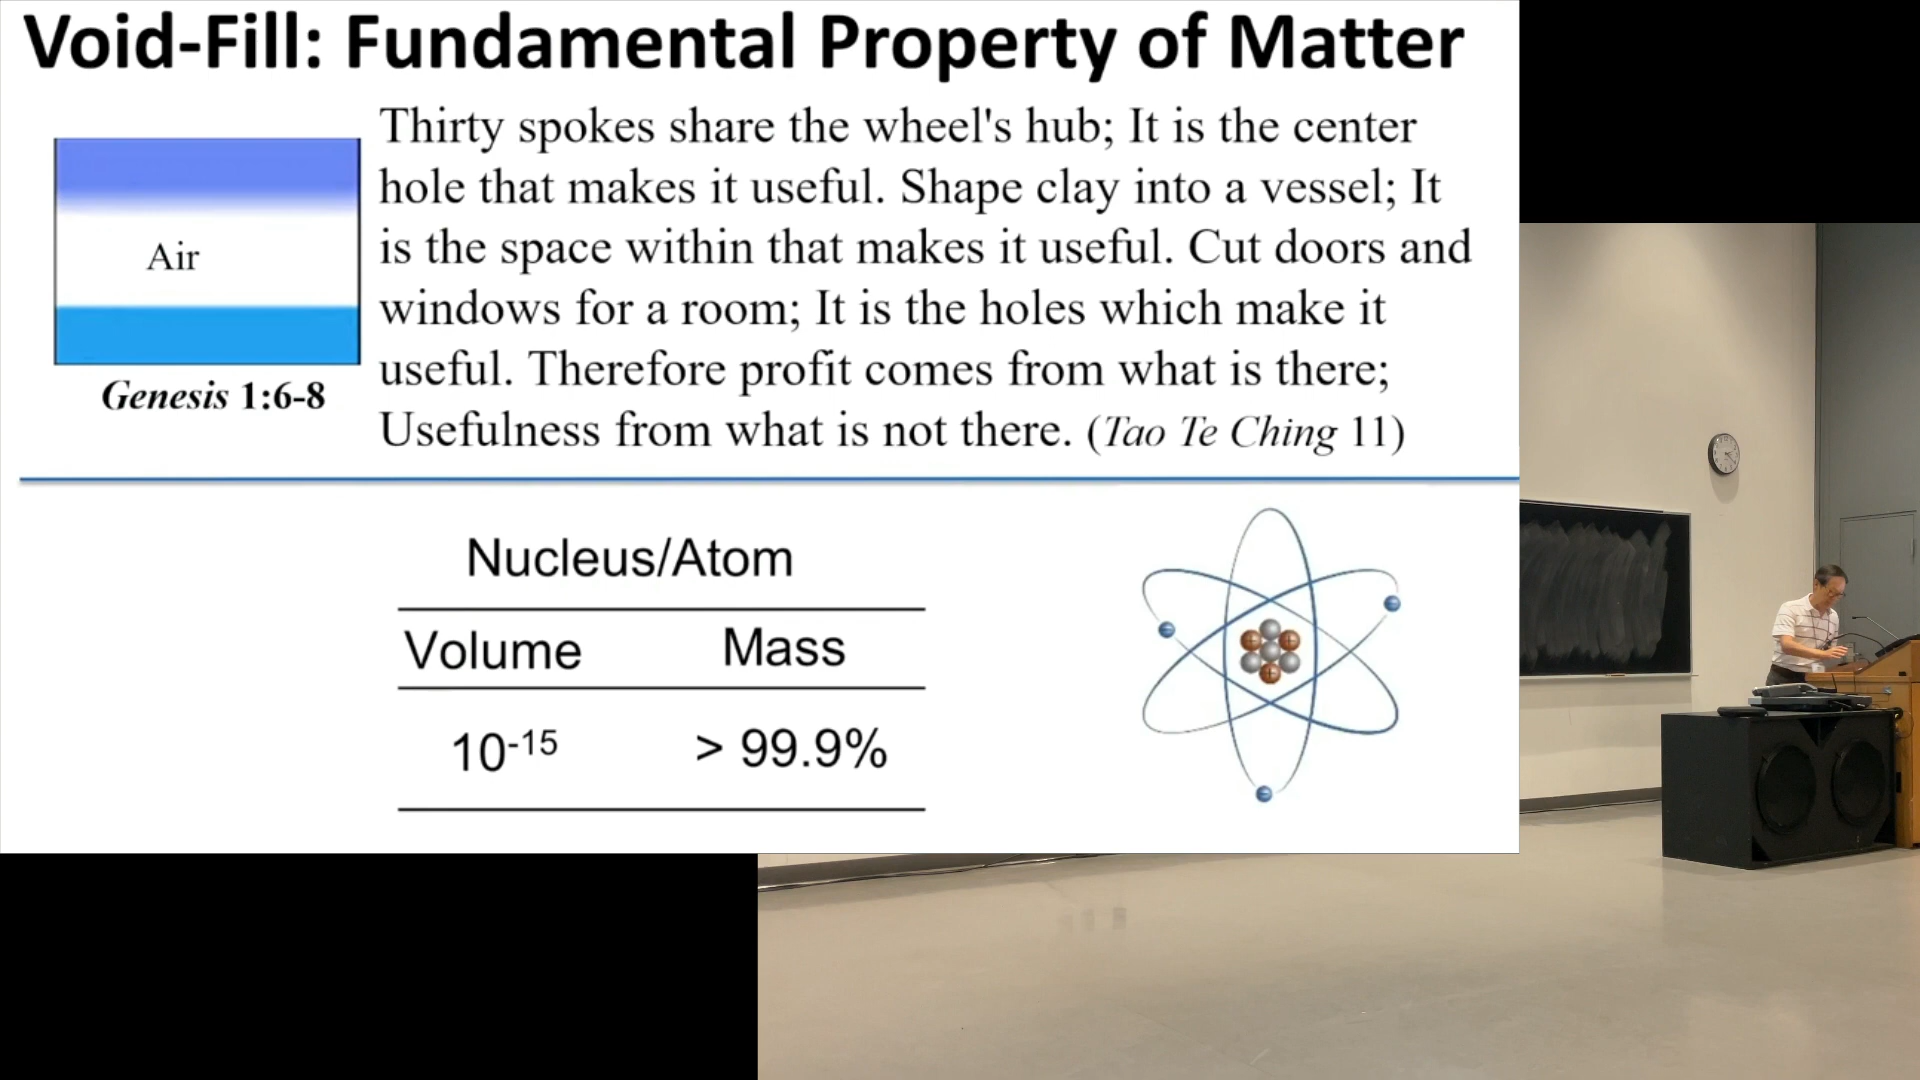 Void-Fill: Fundamental Property of Matter
Air
Genesis 1:6-8
Thirty spokes share the wheel's hub; It is the center
hole that makes it useful. Shape clay into a vessel; It
is the space within that makes it useful. Cut doors and
windows for a room; It is the holes which make it
useful. Therefore profit comes from what is there;
Usefulness from what is not there. (Tao Te Ching 11)
Nucleus/Atom
Volume Mass
10-15 > 99.9%